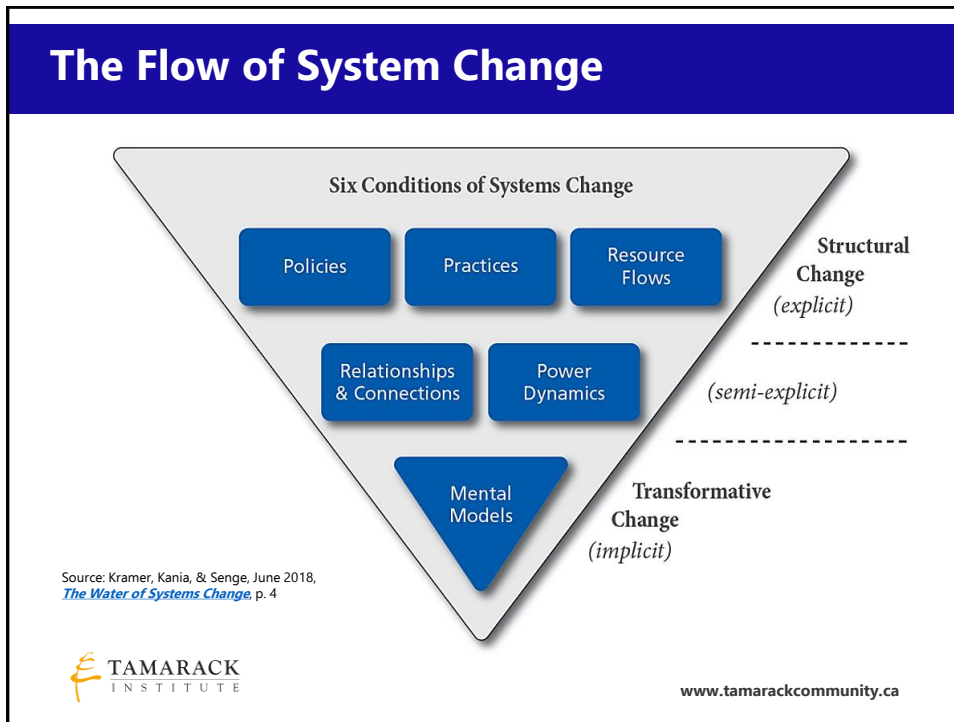 The Flow of System Change
Six Conditions of Systems Change
Policies
Practices
Resource
Flows
Structural
Change
(explicit)
Relationships
& Connections
Power
Dynamics
(semi-explicit)
Mental
Models
Transformative
Change
(implicit)
Source: Kramer, Kania, & Senge, June 2018,
The Water of Systems Change, p. 4
TAMARACK
INSTITUTE
www.tamarackcommunity.ca